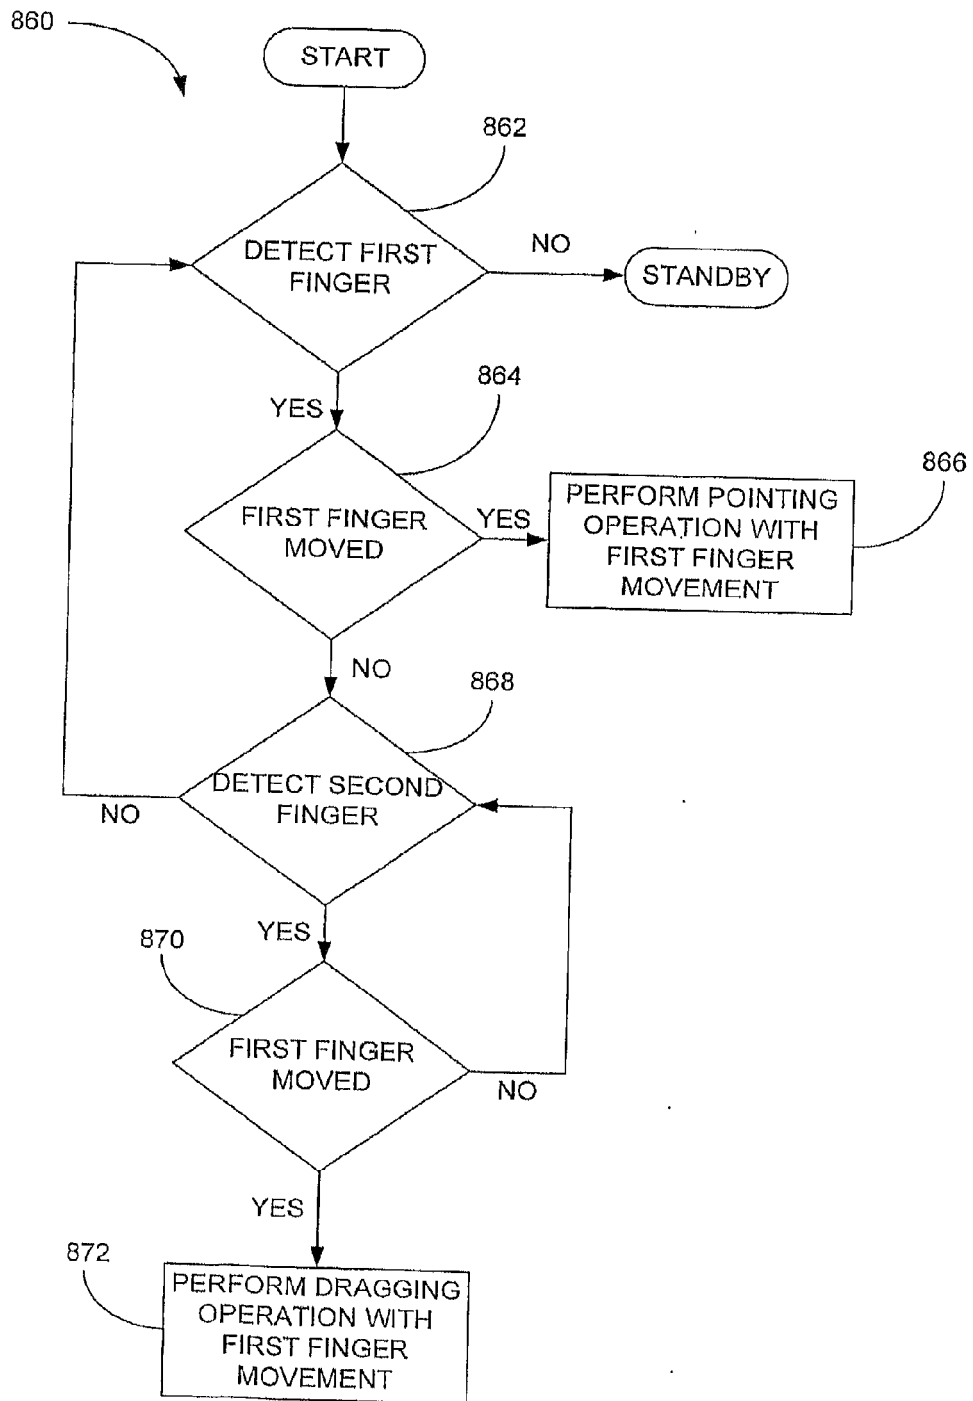 860
START
862
DETECT FIRST
FINGER
NO
STANDBY
YES
864
FIRST FINGER
MOVED
YES
PERFORM POINTING
OPERATION WITH
FIRST FINGER
MOVEMENT
866
NO
868
DETECT SECOND
FINGER
NO
YES
870
FIRST FINGER
MOVED
NO
YES
872
PERFORM DRAGGING
OPERATION WITH
FIRST FINGER
MOVEMENT